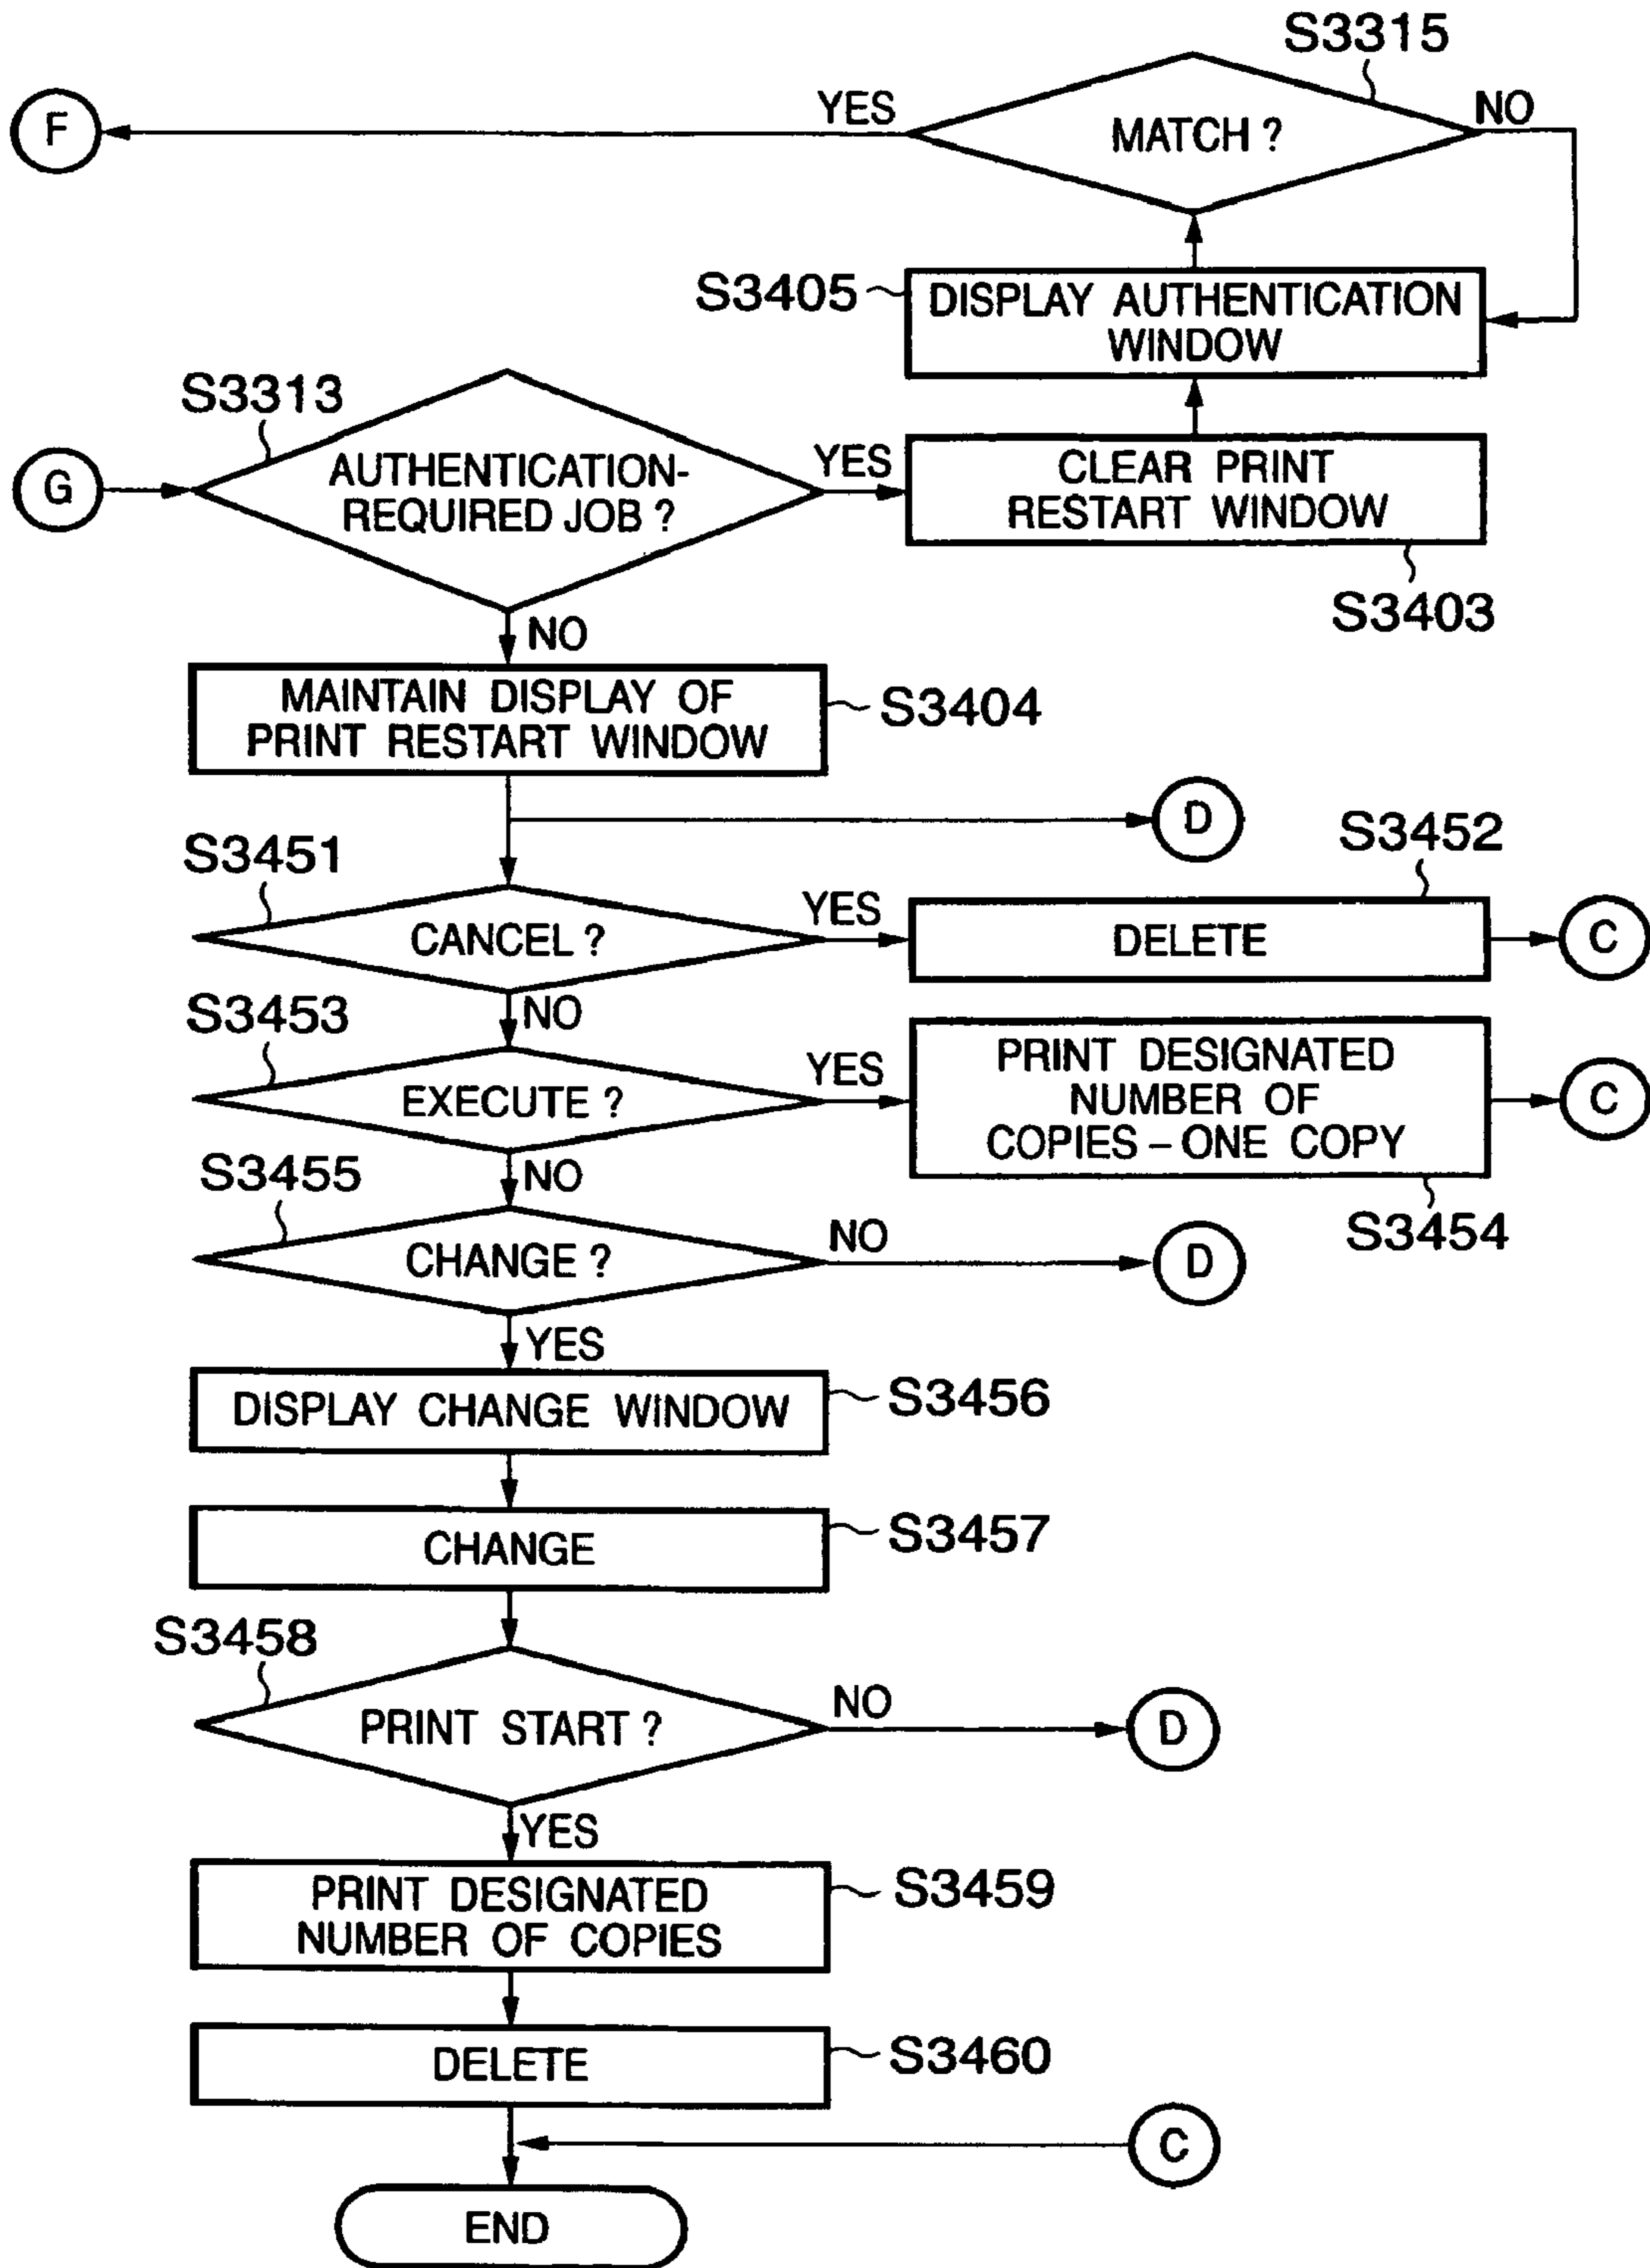 S3315
F
YES
MATCH ?
NO
S3405
DISPLAY AUTHENTICATION
WINDOW
S3313
G
AUTHENTICATION-
REQUIRED JOB ?
YES
CLEAR PRINT
RESTART WINDOW
S3403
NO
MAINTAIN DISPLAY OF
PRINT RESTART WINDOW
S3404
D
S3451
CANCEL ?
YES
S3452
DELETE
C
NO
S3453
EXECUTE ?
YES
PRINT DESIGNATED
NUMBER OF
COPIES – ONE COPY
C
S3454
NO
S3455
CHANGE ?
NO
D
YES
DISPLAY CHANGE WINDOW
S3456
CHANGE
S3457
S3458
PRINT START ?
NO
D
YES
PRINT DESIGNATED
NUMBER OF COPIES
S3459
DELETE
S3460
C
END